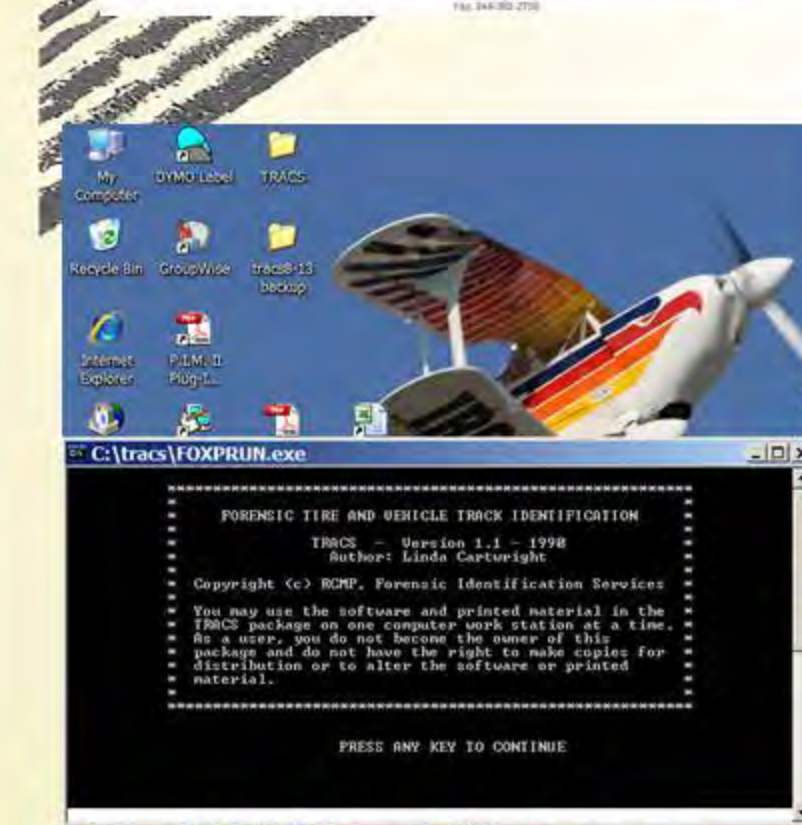 My
Computer
DYMO Label
TRACS
Recycle Bin
GroupWise
tracs8-13
backup
Internet
Explorer
P.I.M. II
Plug-I...
C:\tracs\FOXPRUN.exe
FORENSIC TIRE AND VEHICLE TRACK IDENTIFICATION
TRACS - Version 1.1 - 1990
Author: Linda Cartwright
Copyright (c) RCMP, Forensic Identification Services
You may use the software and printed material in the
TRACS package on one computer work station at a time.
As a user, you do not become the owner of this
package and do not have the right to make copies for
distribution or to alter the software or printed
material.
PRESS ANY KEY TO CONTINUE